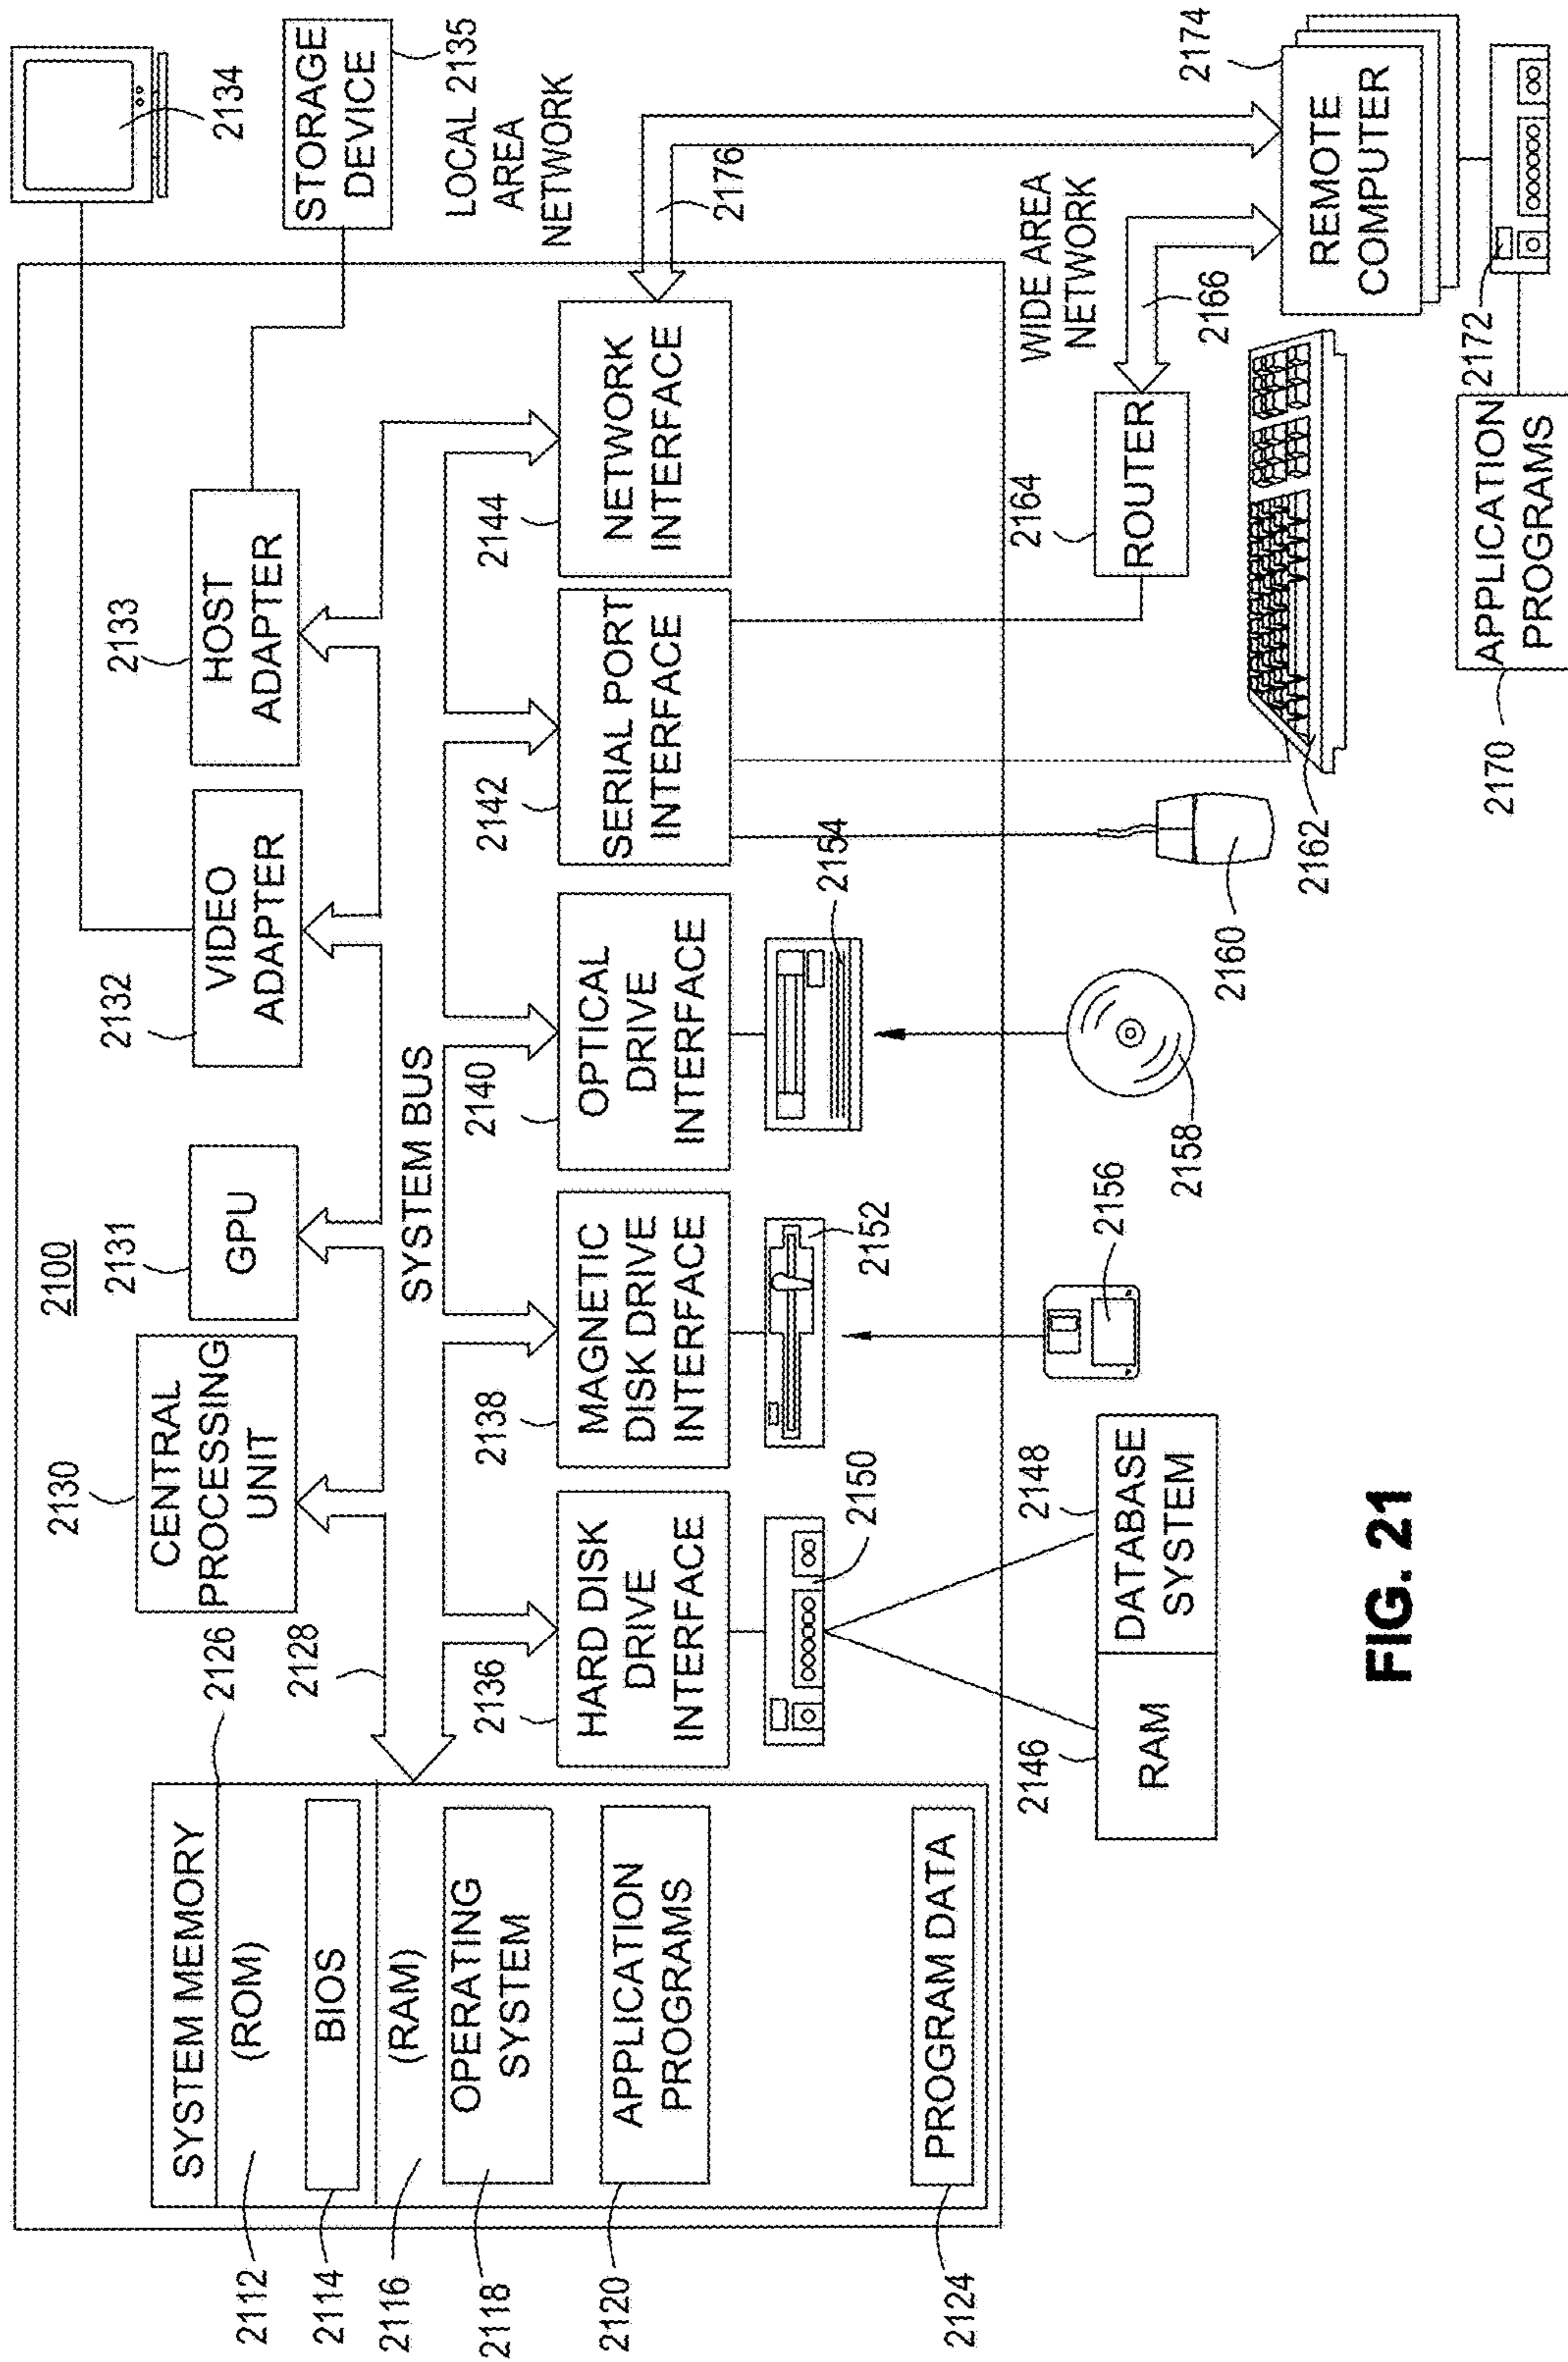 2100
2134
2130
CENTRAL
PROCESSING
UNIT
2131
GPU
2132
VIDEO
ADAPTER
2133
HOST
ADAPTER
STORAGE
DEVICE
2135
LOCAL
AREA
NETWORK
2126
2128
SYSTEM BUS
SYSTEM MEMORY
2112
(ROM)
2114
BIOS
2116
(RAM)
2118
OPERATING
SYSTEM
2120
APPLICATION
PROGRAMS
2124
PROGRAM DATA
2136
HARD DISK
DRIVE
INTERFACE
2138
MAGNETIC
DISK DRIVE
INTERFACE
2140
OPTICAL
DRIVE
INTERFACE
2142
SERIAL PORT
INTERFACE
2144
NETWORK
INTERFACE
2176
2150
2152
2154
2146
RAM
2148
DATABASE
SYSTEM
2156
2158
2160
2162
2164
ROUTER
WIDE AREA
NETWORK
2166
2174
REMOTE
COMPUTER
2172
2170
APPLICATION
PROGRAMS
FIG. 21